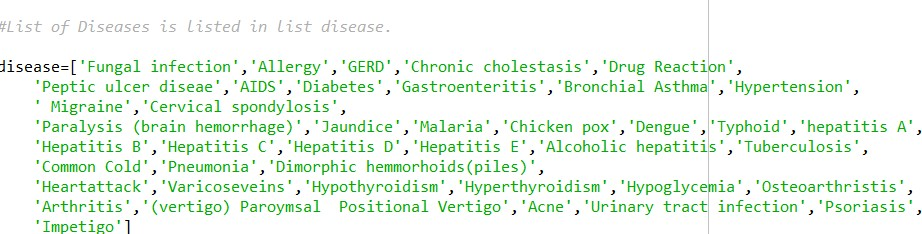 #List of Diseases is listed in list disease.
disease=['Fungal infection','Allergy','GERD','Chronic cholestasis','Drug Reaction',
'Peptic ulcer diseae','AIDS','Diabetes','Gastroenteritis','Bronchial Asthma','Hypertension',
' Migraine','Cervical spondylosis',
'Paralysis (brain hemorrhage)','Jaundice','Malaria','Chicken pox','Dengue','Typhoid','hepatitis A',
'Hepatitis B','Hepatitis C','Hepatitis D','Hepatitis E','Alcoholic hepatitis','Tuberculosis',
'Common Cold','Pneumonia','Dimorphic hemmorhoids(piles)',
'Heartattack','Varicoseveins','Hypothyroidism','Hyperthyroidism','Hypoglycemia','Osteoarthristis',
'Arthritis','(vertigo) Paroymsal  Positional Vertigo','Acne','Urinary tract infection','Psoriasis',
'Impetigo']